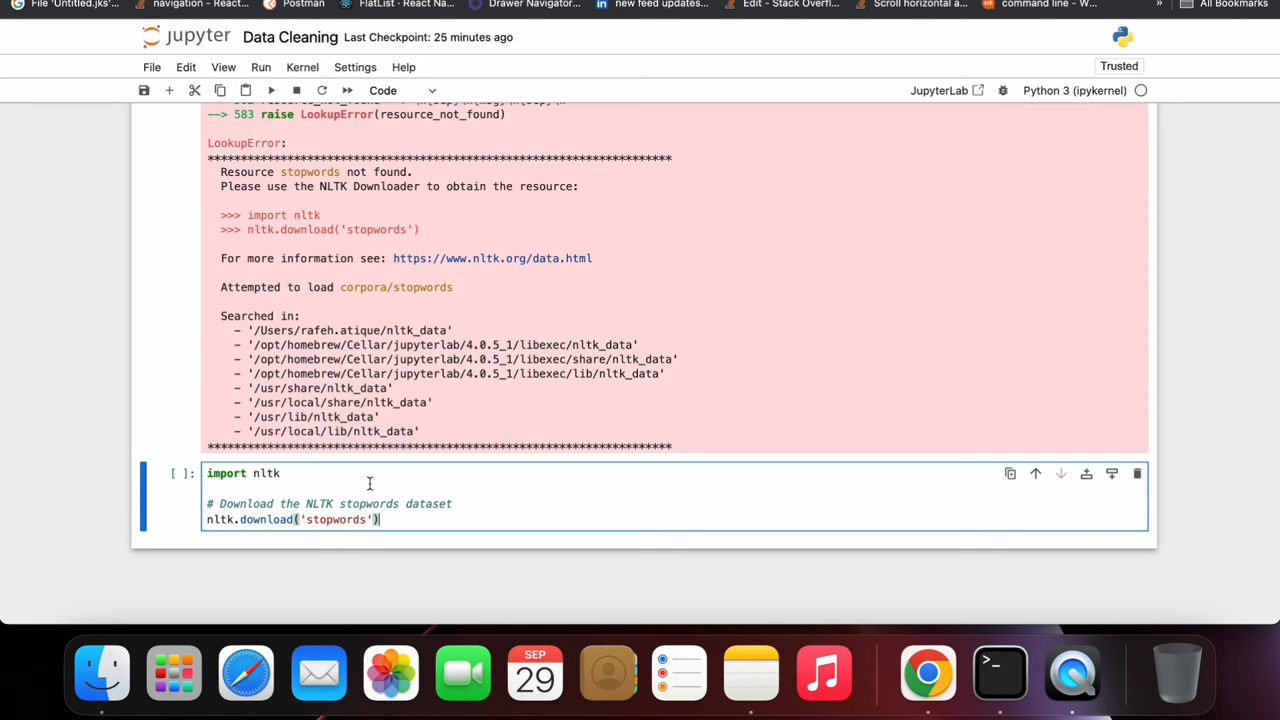 File 'Untitled.jks'...
navigation - React...
Postman
FlatList - React Na...
Drawer Navigator...
new feed updates...
Edit - Stack Overfl...
Scroll horizontal a...
command line - W...
»
All Bookmarks
jupyter Data Cleaning Last Checkpoint: 25 minutes ago
File Edit View Run Kernel Settings Help
Trusted
Code
JupyterLab
Python 3 (ipykernel)
--> 583 raise LookupError(resource_not_found)
LookupError:
**********************************************************************
Resource stopwords not found.
Please use the NLTK Downloader to obtain the resource:
>>> import nltk
>>> nltk.download('stopwords')
For more information see: https://www.nltk.org/data.html
Attempted to load corpora/stopwords
Searched in:
- '/Users/rafeh.atique/nltk_data'
- '/opt/homebrew/Cellar/jupyterlab/4.0.5_1/libexec/nltk_data'
- '/opt/homebrew/Cellar/jupyterlab/4.0.5_1/libexec/share/nltk_data'
- '/opt/homebrew/Cellar/jupyterlab/4.0.5_1/libexec/lib/nltk_data'
- '/usr/share/nltk_data'
- '/usr/local/share/nltk_data'
- '/usr/lib/nltk_data'
- '/usr/local/lib/nltk_data'
**********************************************************************
[ ]: import nltk
# Download the NLTK stopwords dataset
nltk.download('stopwords')
SEP
29
>_